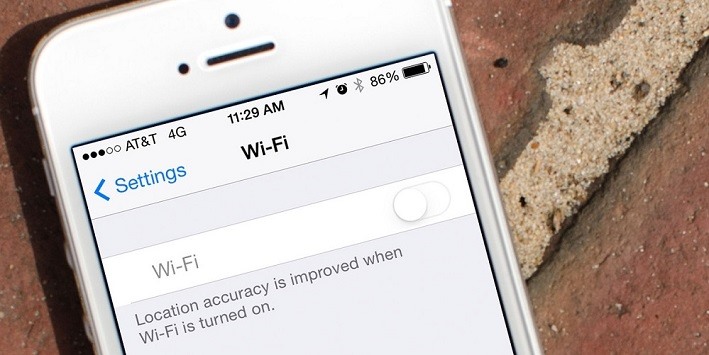 AT&T 4G 11:29 AM 86%
Settings Wi-Fi
Wi-Fi
Location accuracy is improved when
Wi-Fi is turned on.